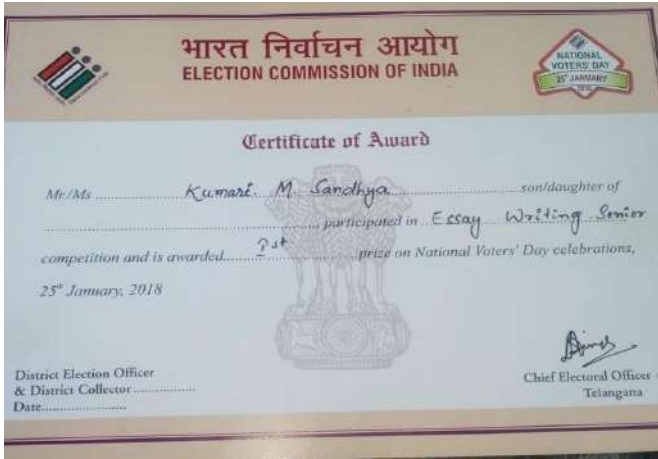 भारत निर्वाचन आयोग
ELECTION COMMISSION OF INDIA
NATIONAL
VOTERS' DAY
25th JANUARY
2018
Certificate of Award
Mr/Ms ............ Kumari. M. Sandhya ............ son/daughter of
............ participated in Essay Writing Senior
competition and is awarded ...... Ist ............ prize on National Voters' Day celebrations,
25th January, 2018
District Election Officer
& District Collector ................
Date......................
Chief Electoral Officer
Telangana